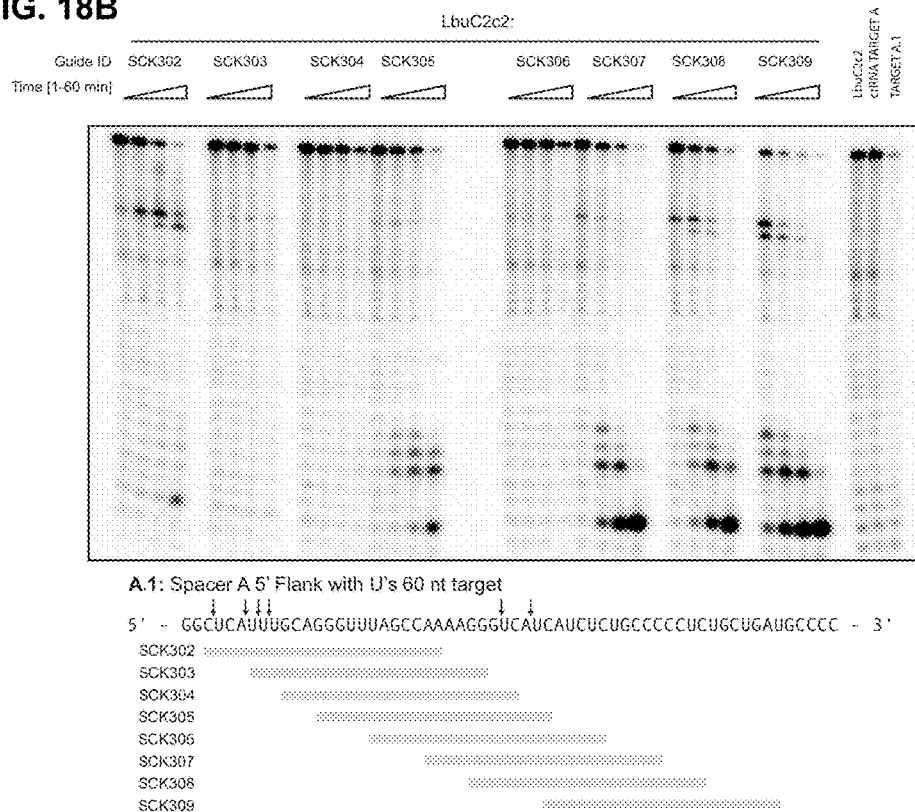 IG. 18B
LbuC2c2:
Guide ID SCK302 SCK303 SCK304 SCK305 SCK306 SCK307 SCK308 SCK309
Time [1-60 min]
LbuC2c2
crRNA TARGET A
TARGET A.1
A.1: Spacer A 5' Flank with U's 60 nt target
5' - GGCUCAUUUGCAGGGUUUAGCCAAAAGGGUCAUCAUCUCUGCCCCCUCUGCUGAUGCCCC - 3'
SCK302
SCK303
SCK304
SCK305
SCK306
SCK307
SCK308
SCK309